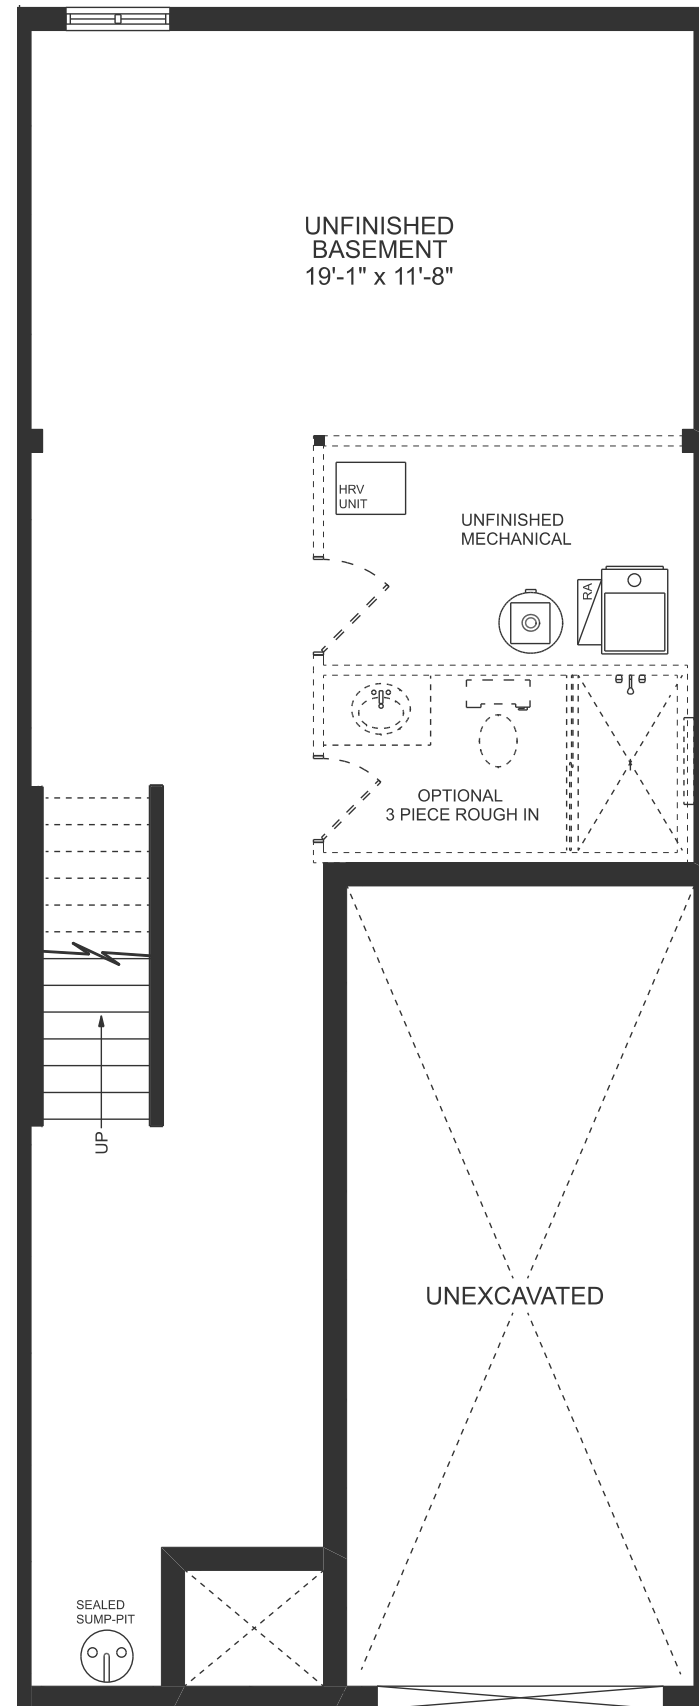 UNFINISHED
BASEMENT
19'-1" x 11'-8"
HRV
UNIT
UNFINISHED
MECHANICAL
RA
OPTIONAL
3 PIECE ROUGH IN
UP
UNEXCAVATED
SEALED
SUMP-PIT